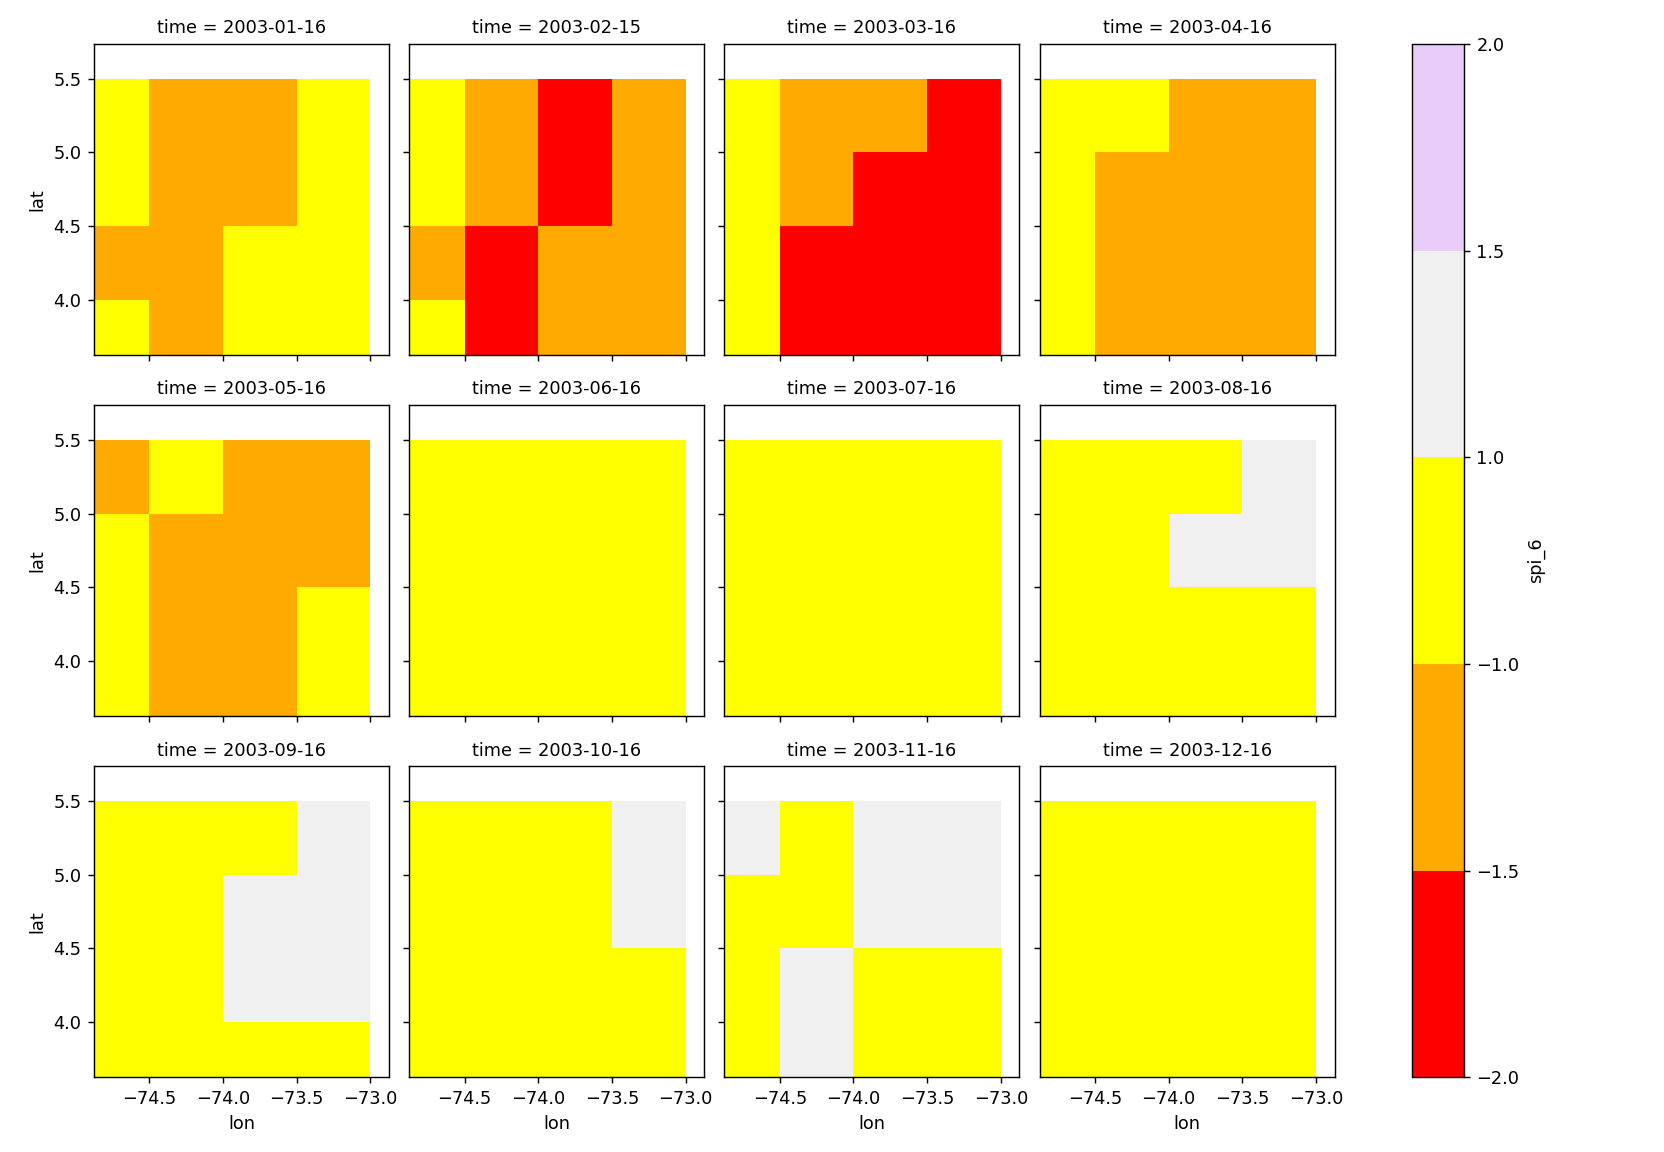 time = 2003-01-16
time = 2003-02-15
time = 2003-03-16
time = 2003-04-16
5.5
5.0
4.5
4.0
lat
time = 2003-05-16
time = 2003-06-16
time = 2003-07-16
time = 2003-08-16
5.5
5.0
4.5
4.0
lat
time = 2003-09-16
time = 2003-10-16
time = 2003-11-16
time = 2003-12-16
5.5
5.0
4.5
4.0
lat
−74.5 −74.0 −73.5 −73.0
lon
−74.5 −74.0 −73.5 −73.0
lon
−74.5 −74.0 −73.5 −73.0
lon
−74.5 −74.0 −73.5 −73.0
lon
2.0
1.5
1.0
−1.0
−1.5
−2.0
spi_6